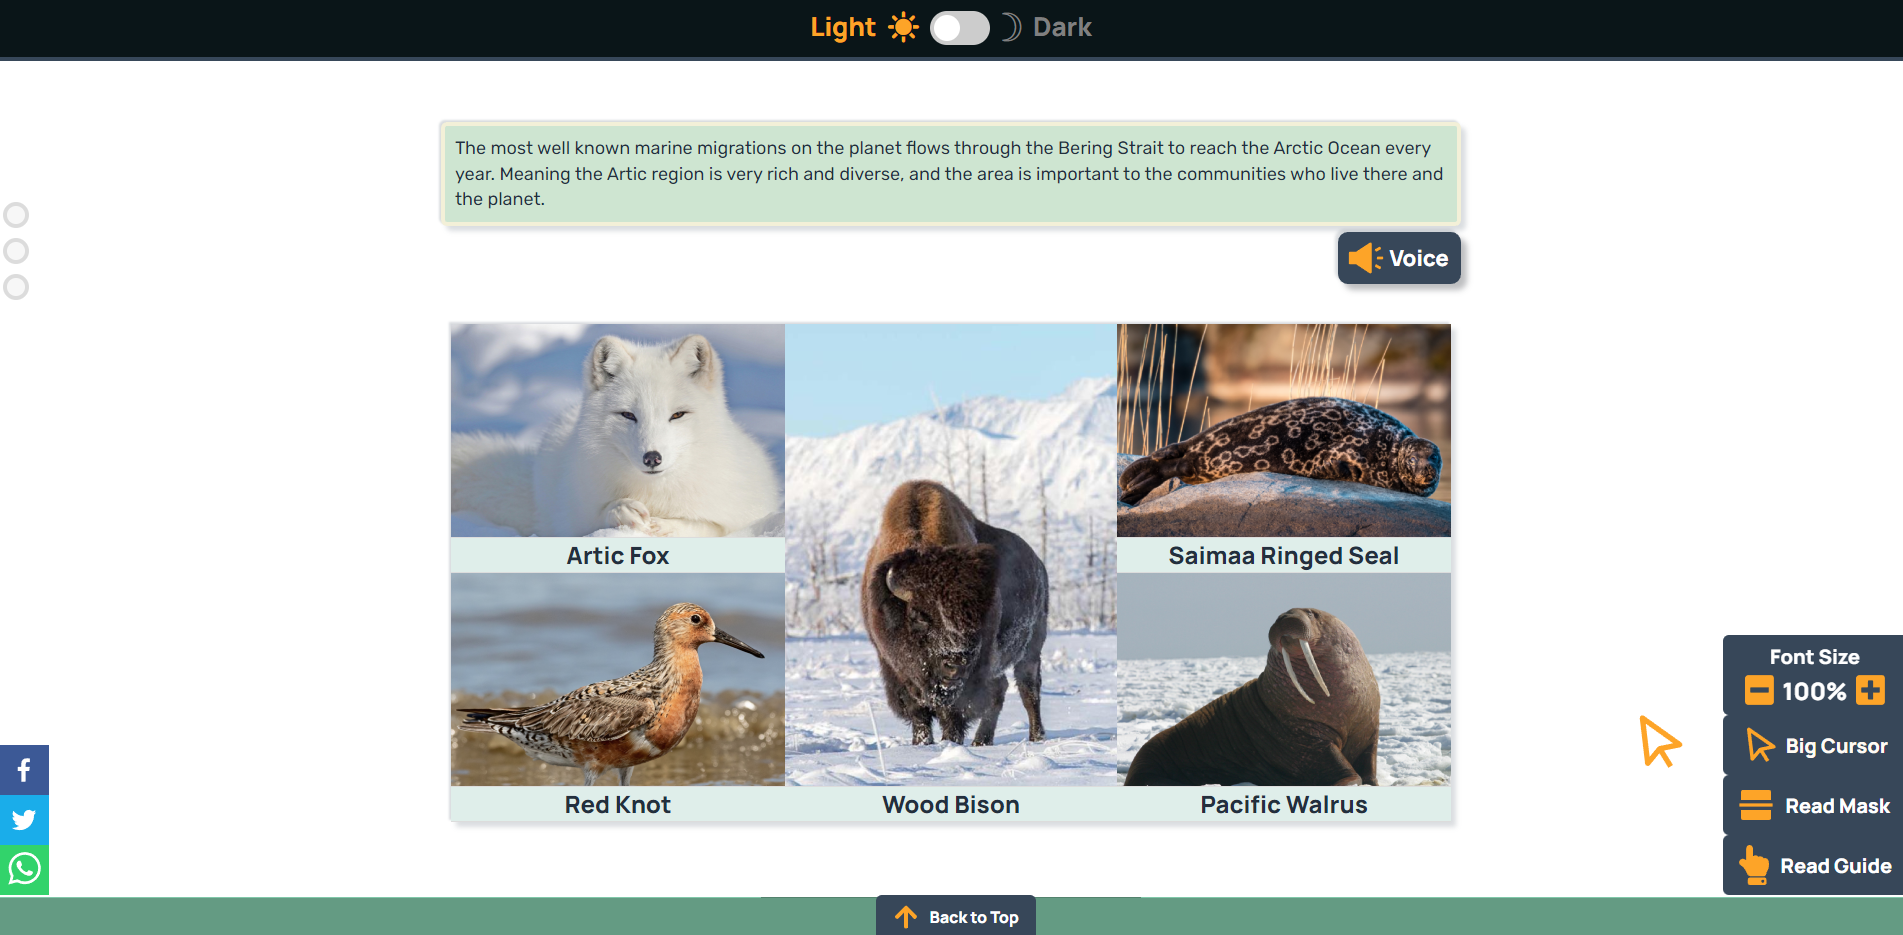 Light Dark
The most well known marine migrations on the planet flows through the Bering Strait to reach the Arctic Ocean every
year. Meaning the Artic region is very rich and diverse, and the area is important to the communities who live there and
the planet.
Voice
Artic Fox
Saimaa Ringed Seal
Red Knot
Wood Bison
Pacific Walrus
Font Size
100%
Big Cursor
Read Mask
Read Guide
Back to Top